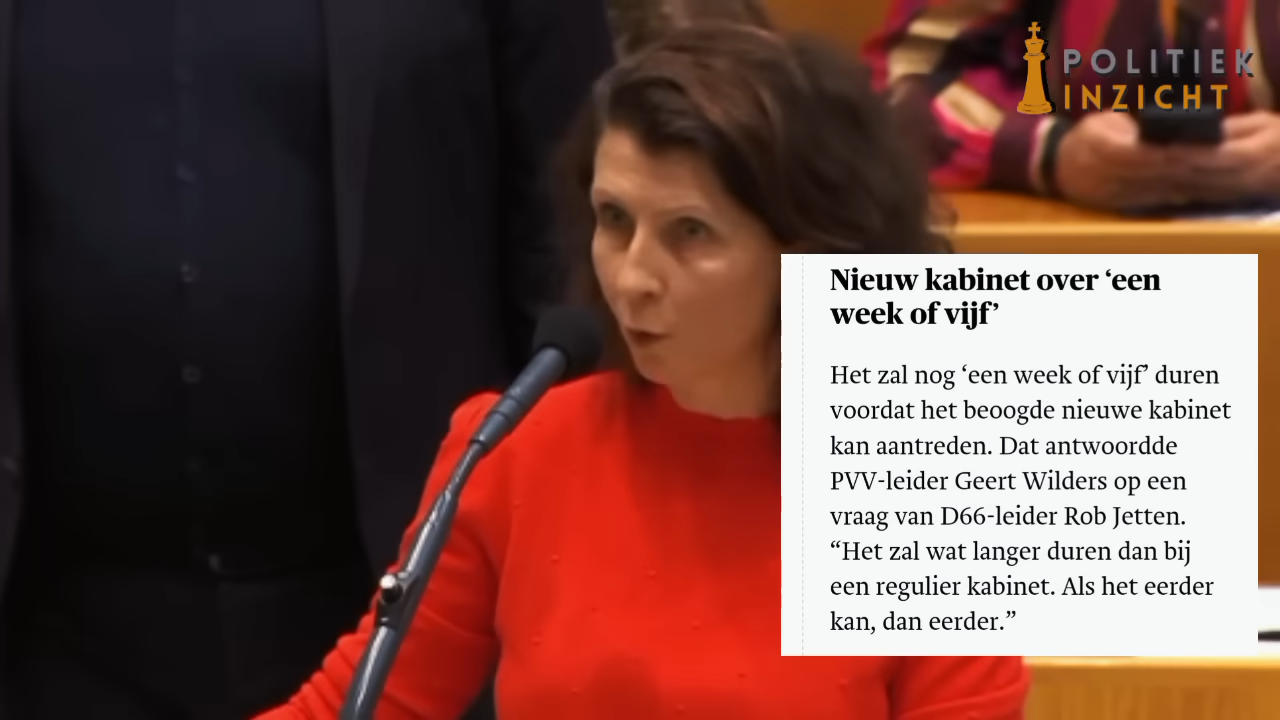 POLITIEK
INZICHT
Nieuw kabinet over ‘een
week of vijf’
Het zal nog ‘een week of vijf’ duren
voordat het beoogde nieuwe kabinet
kan aantreden. Dat antwoordde
PVV-leider Geert Wilders op een
vraag van D66-leider Rob Jetten.
“Het zal wat langer duren dan bij
een regulier kabinet. Als het eerder
kan, dan eerder.”